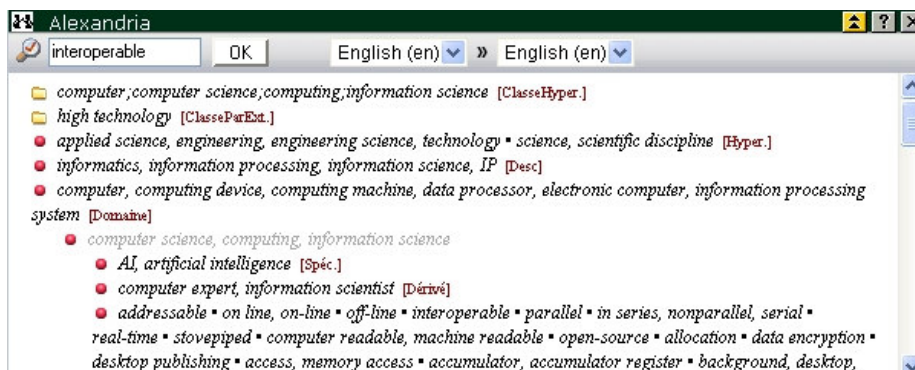 Alexandria ?
interoperable OK English (en) » English (en)
computer;computer science;computing;information science [ClasseHyper.]
high technology [ClasseParExt.]
applied science, engineering, engineering science, technology ▪ science, scientific discipline [Hyper.]
informatics, information processing, information science, IP [Desc]
computer, computing device, computing machine, data processor, electronic computer, information processing
system [Domaine]
computer science, computing, information science
AI, artificial intelligence [Spéc.]
computer expert, information scientist [Dérivé]
addressable ▪ on line, on-line ▪ off-line ▪ interoperable ▪ parallel ▪ in series, nonparallel, serial ▪
real-time ▪ stovepiped ▪ computer readable, machine readable ▪ open-source ▪ allocation ▪ data encryption ▪
desktop publishing ▪ access, memory access ▪ accumulator, accumulator register ▪ background, desktop,